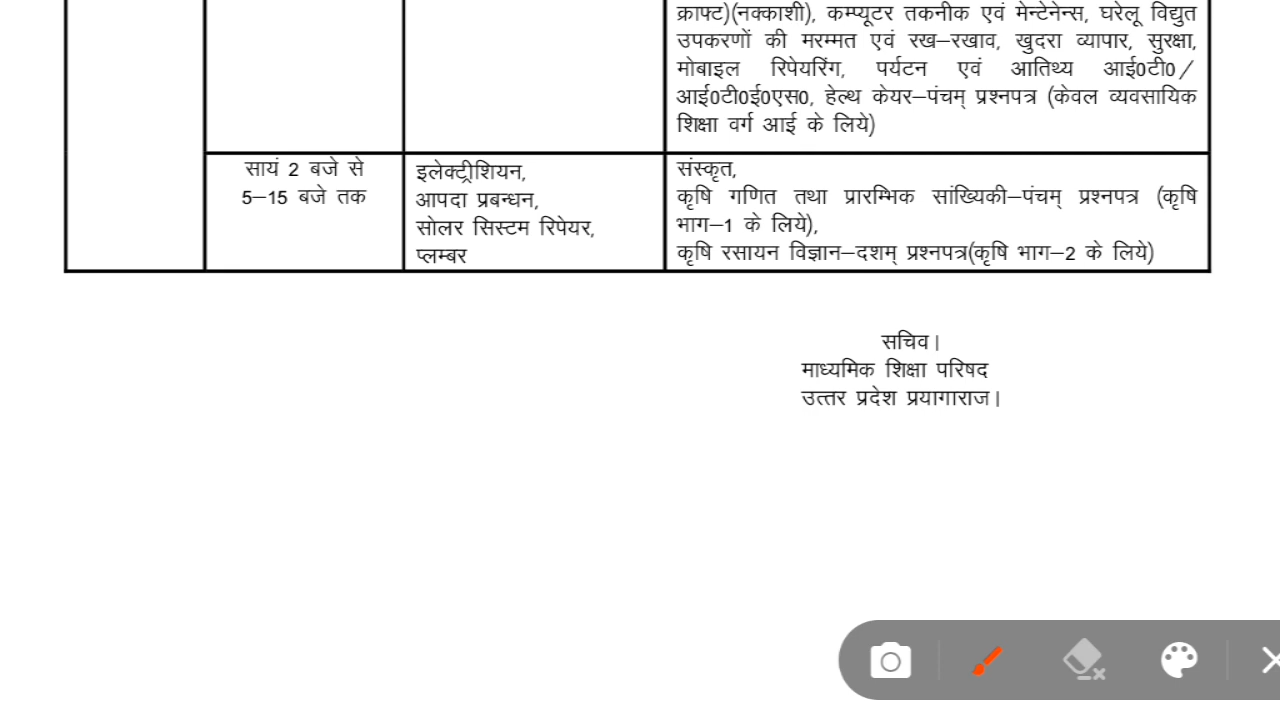 क्राफ्ट)(नक्काशी), कम्प्यूटर तकनीक एवं मेन्टेनेन्स, घरेलू विद्युत
उपकरणों की मरम्मत एवं रख–रखाव, खुदरा व्यापार, सुरक्षा,
मोबाइल रिपेयरिंग, पर्यटन एवं आतिथ्य आई0टी0/
आई0टी0ई0एस0, हेल्थ केयर–पंचम् प्रश्नपत्र (केवल व्यवसायिक
शिक्षा वर्ग आई के लिये)
सायं 2 बजे से
5–15 बजे तक
इलेक्ट्रीशियन,
आपदा प्रबन्धन,
सोलर सिस्टम रिपेयर,
प्लम्बर
संस्कृत,
कृषि गणित तथा प्रारम्भिक सांख्यिकी–पंचम् प्रश्नपत्र (कृषि
भाग–1 के लिये),
कृषि रसायन विज्ञान–दशम् प्रश्नपत्र(कृषि भाग–2 के लिये)
सचिव।
माध्यमिक शिक्षा परिषद
उत्तर प्रदेश प्रयागाराज।